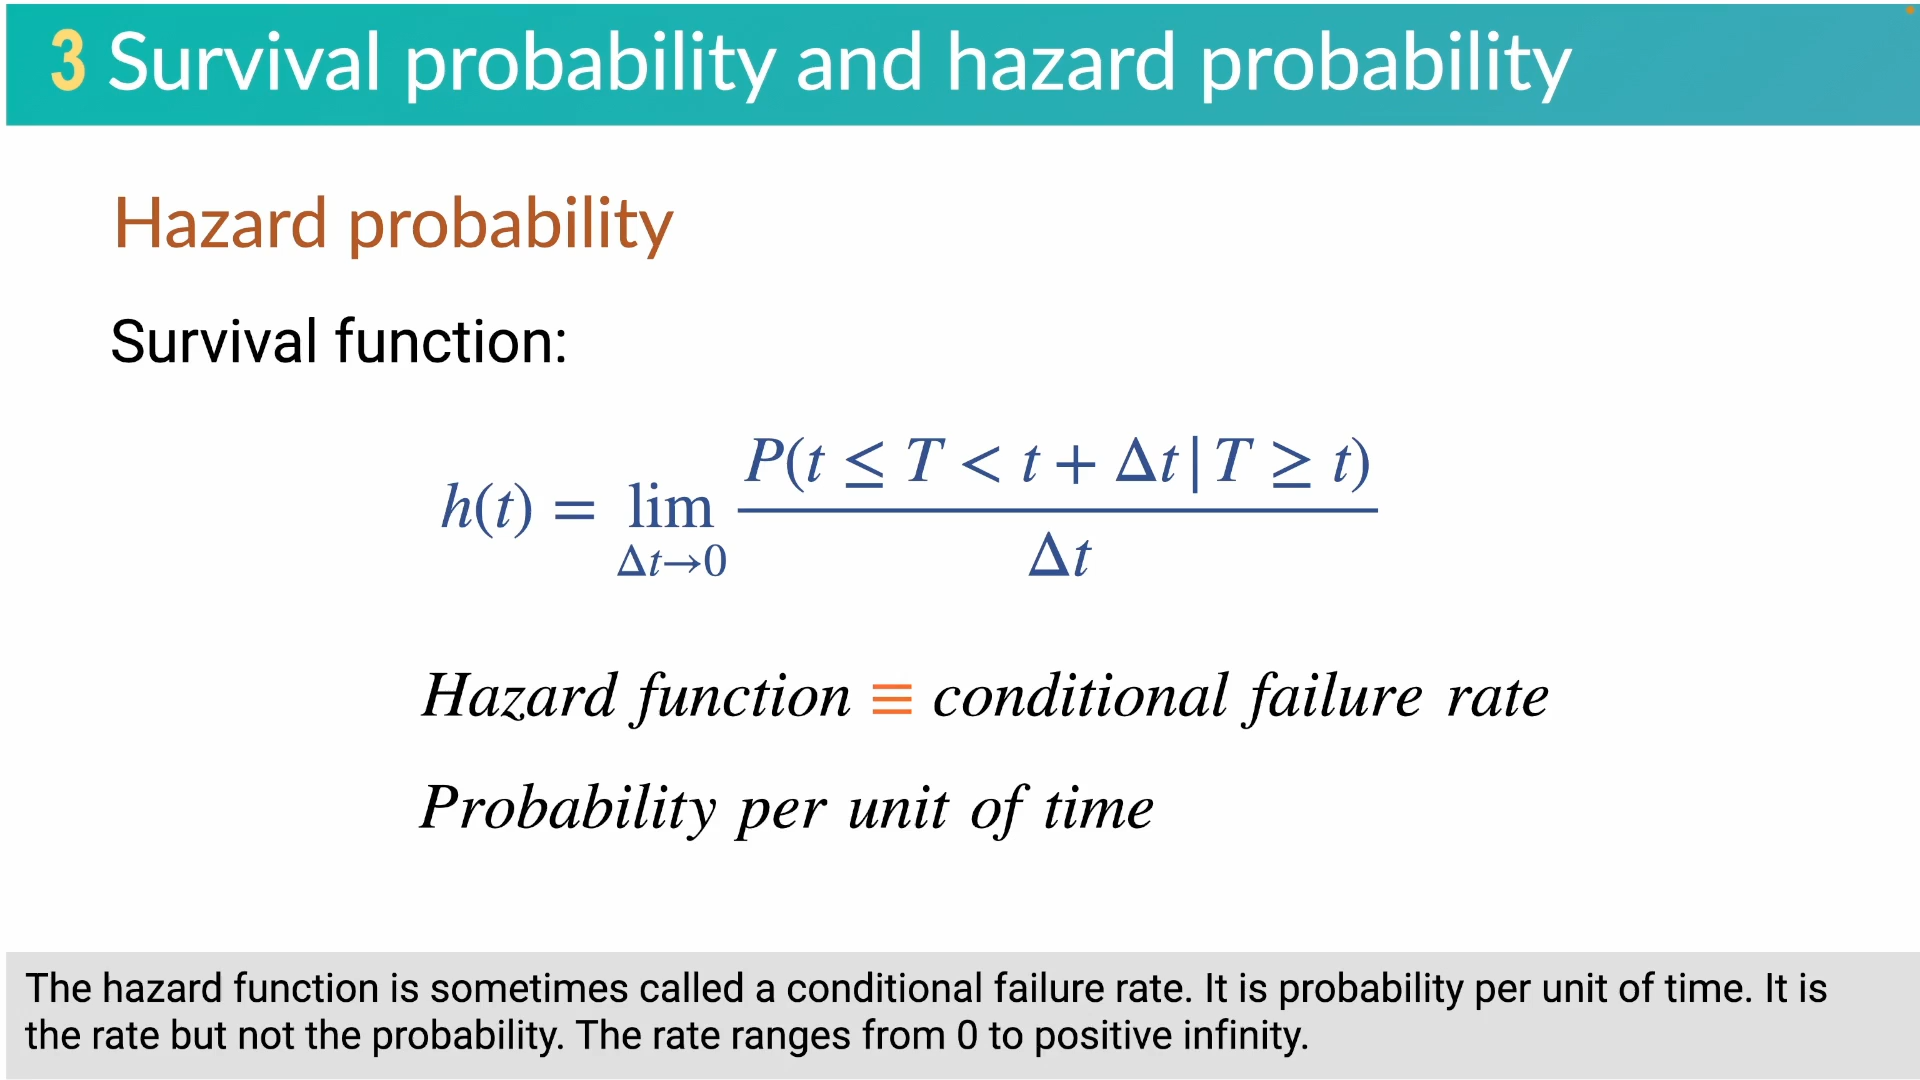 3 Survival probability and hazard probability
Hazard probability
Survival function:
h(t) = lim_{Δt→0} P(t ≤ T < t + Δt | T ≥ t) / Δt
Hazard function ≡ conditional failure rate
Probability per unit of time
The hazard function is sometimes called a conditional failure rate. It is probability per unit of time. It is
the rate but not the probability. The rate ranges from 0 to positive infinity.